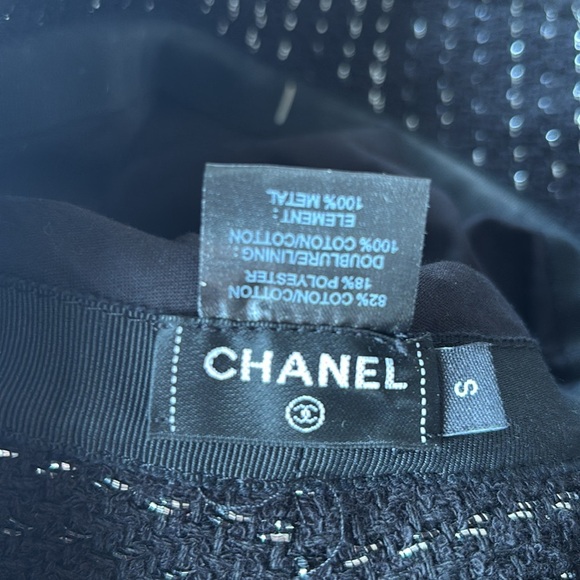 82% COTON/COTTON
18% POLYESTER
DOUBLURE/LINING :
100% COTON/COTTON
ELEMENT :
100% METAL
CHANEL
S